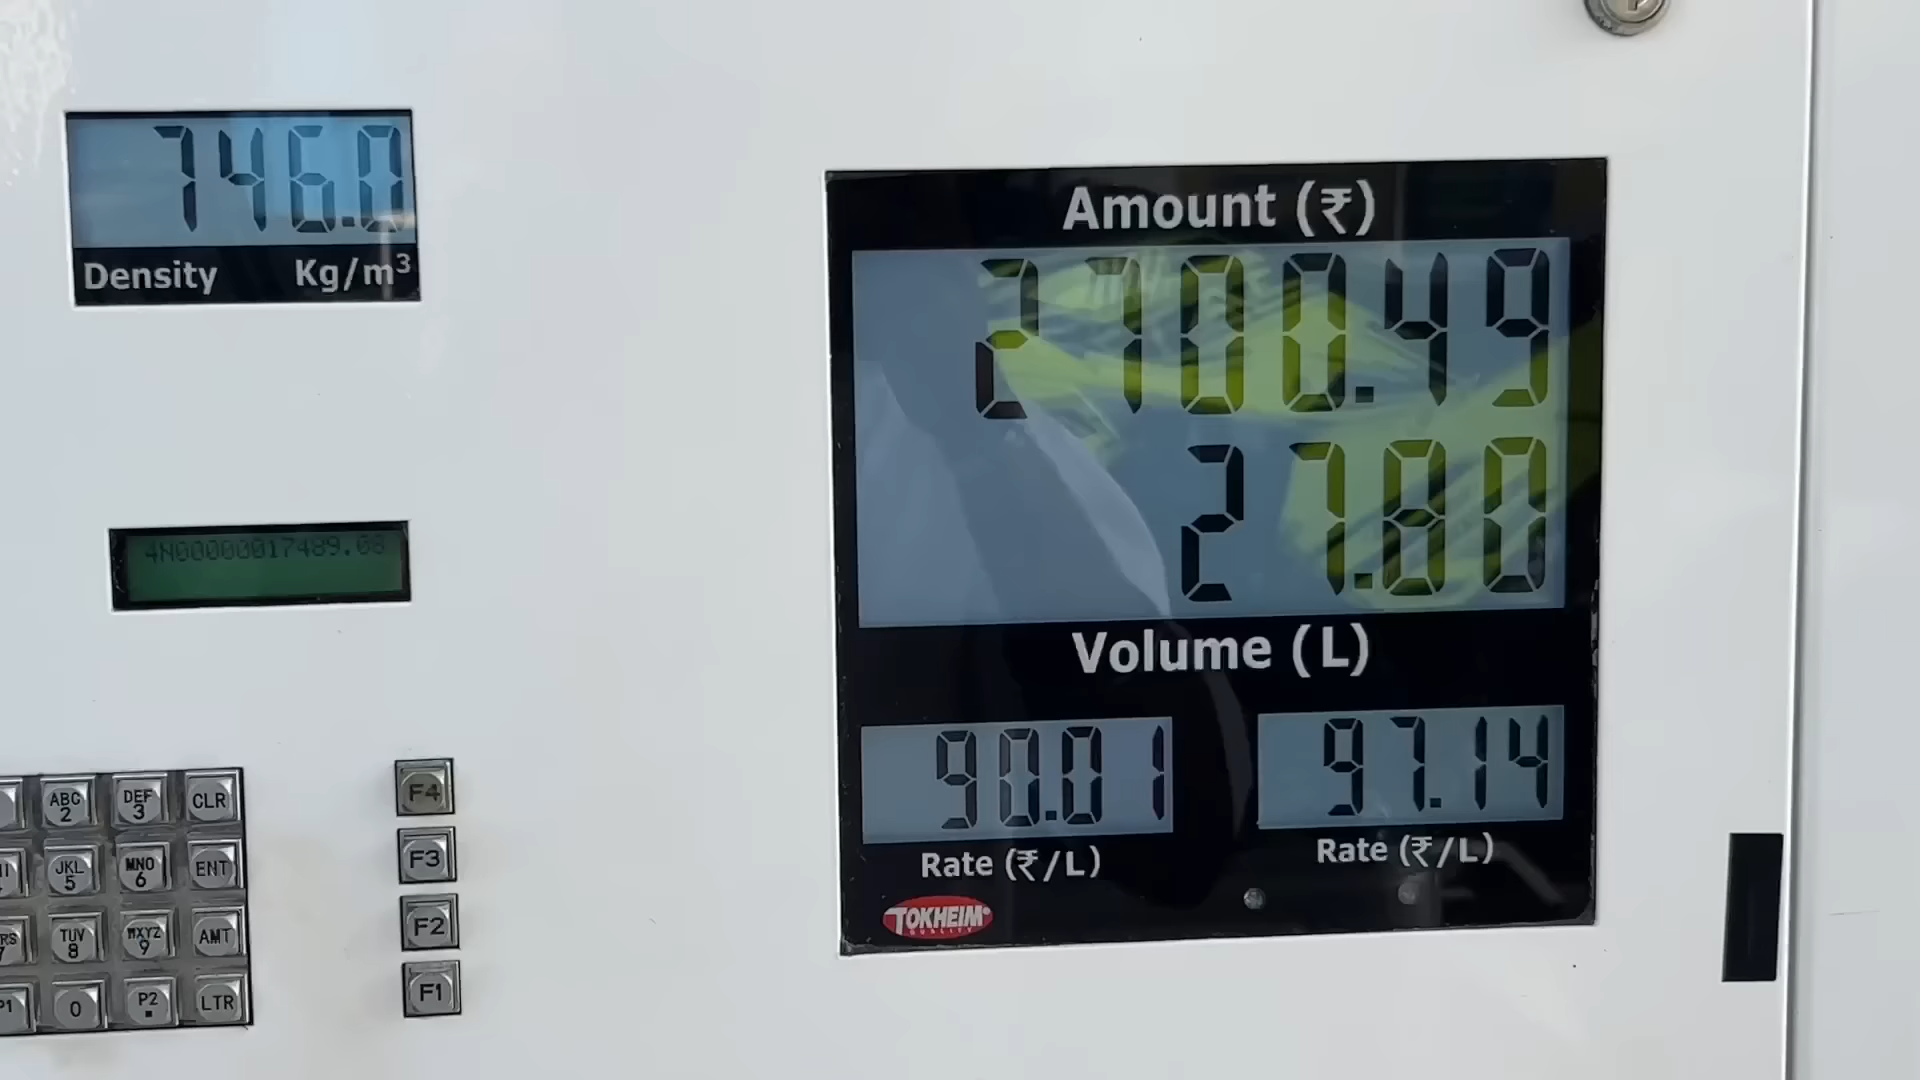 746.0
Density Kg/m³
4N00000017489.08
Amount (₹)
2700.49
27.80
Volume (L)
90.01
97.14
Rate (₹/L)
Rate (₹/L)
TOKHEIM
QUALITY
ABC
2
DEF
3
CLR
JKL
5
MNO
6
ENT
TUV
8
WXYZ
9
AMT
0
P2
.
LTR
F4
F3
F2
F1